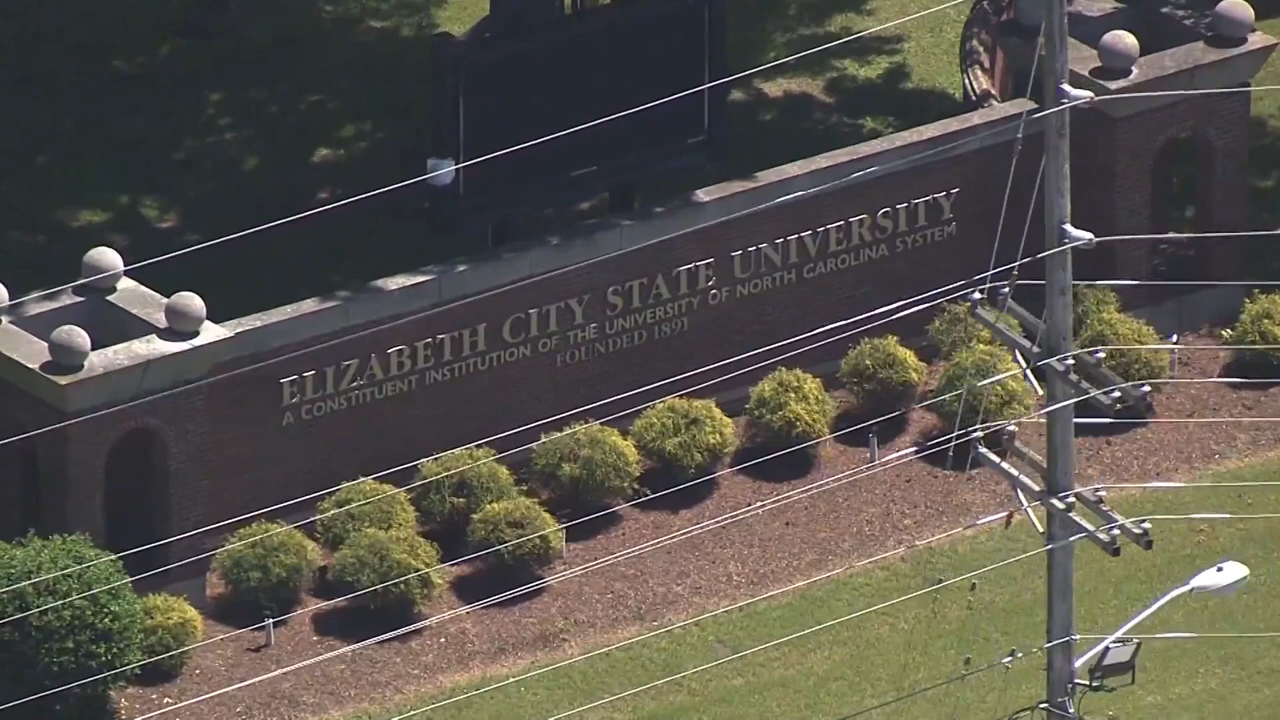 ELIZABETH CITY STATE UNIVERSITY
A CONSTITUENT INSTITUTION OF THE UNIVERSITY OF NORTH CAROLINA SYSTEM
FOUNDED 1891